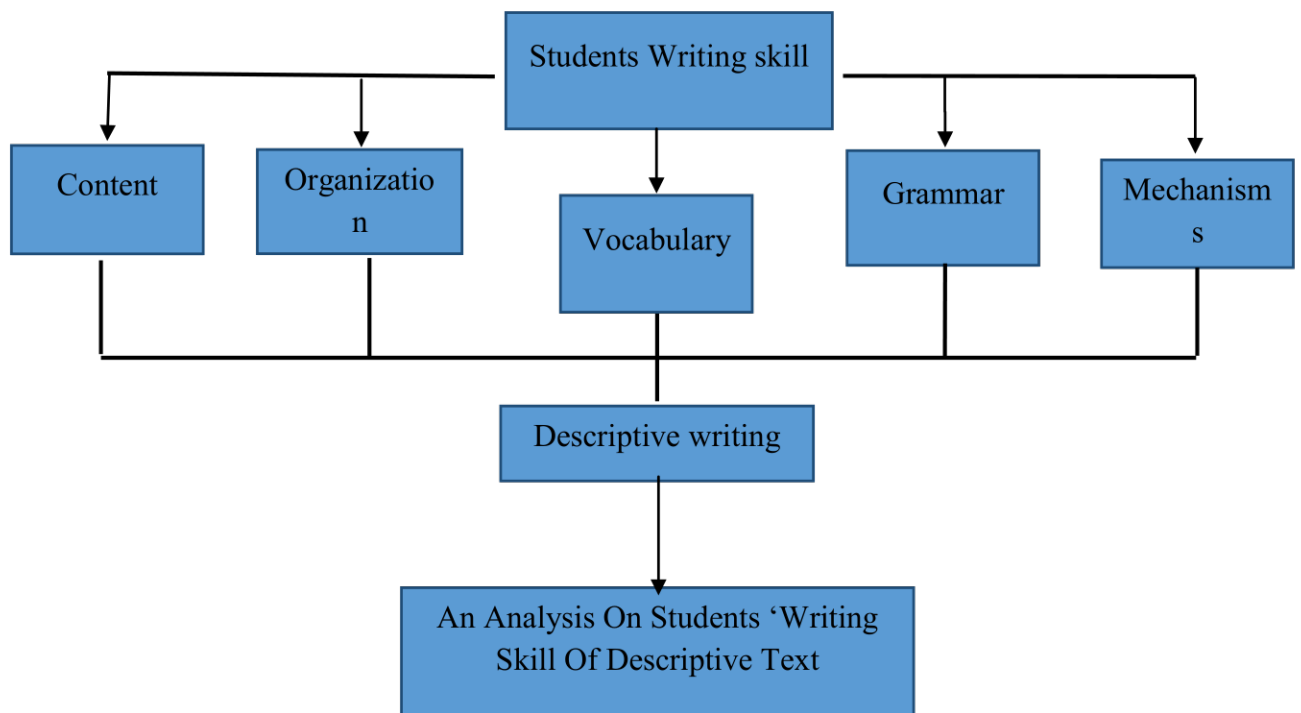 Students Writing skill
Content
Organizatio
n
Vocabulary
Grammar
Mechanism
s
Descriptive writing
An Analysis On Students ‘Writing
Skill Of Descriptive Text